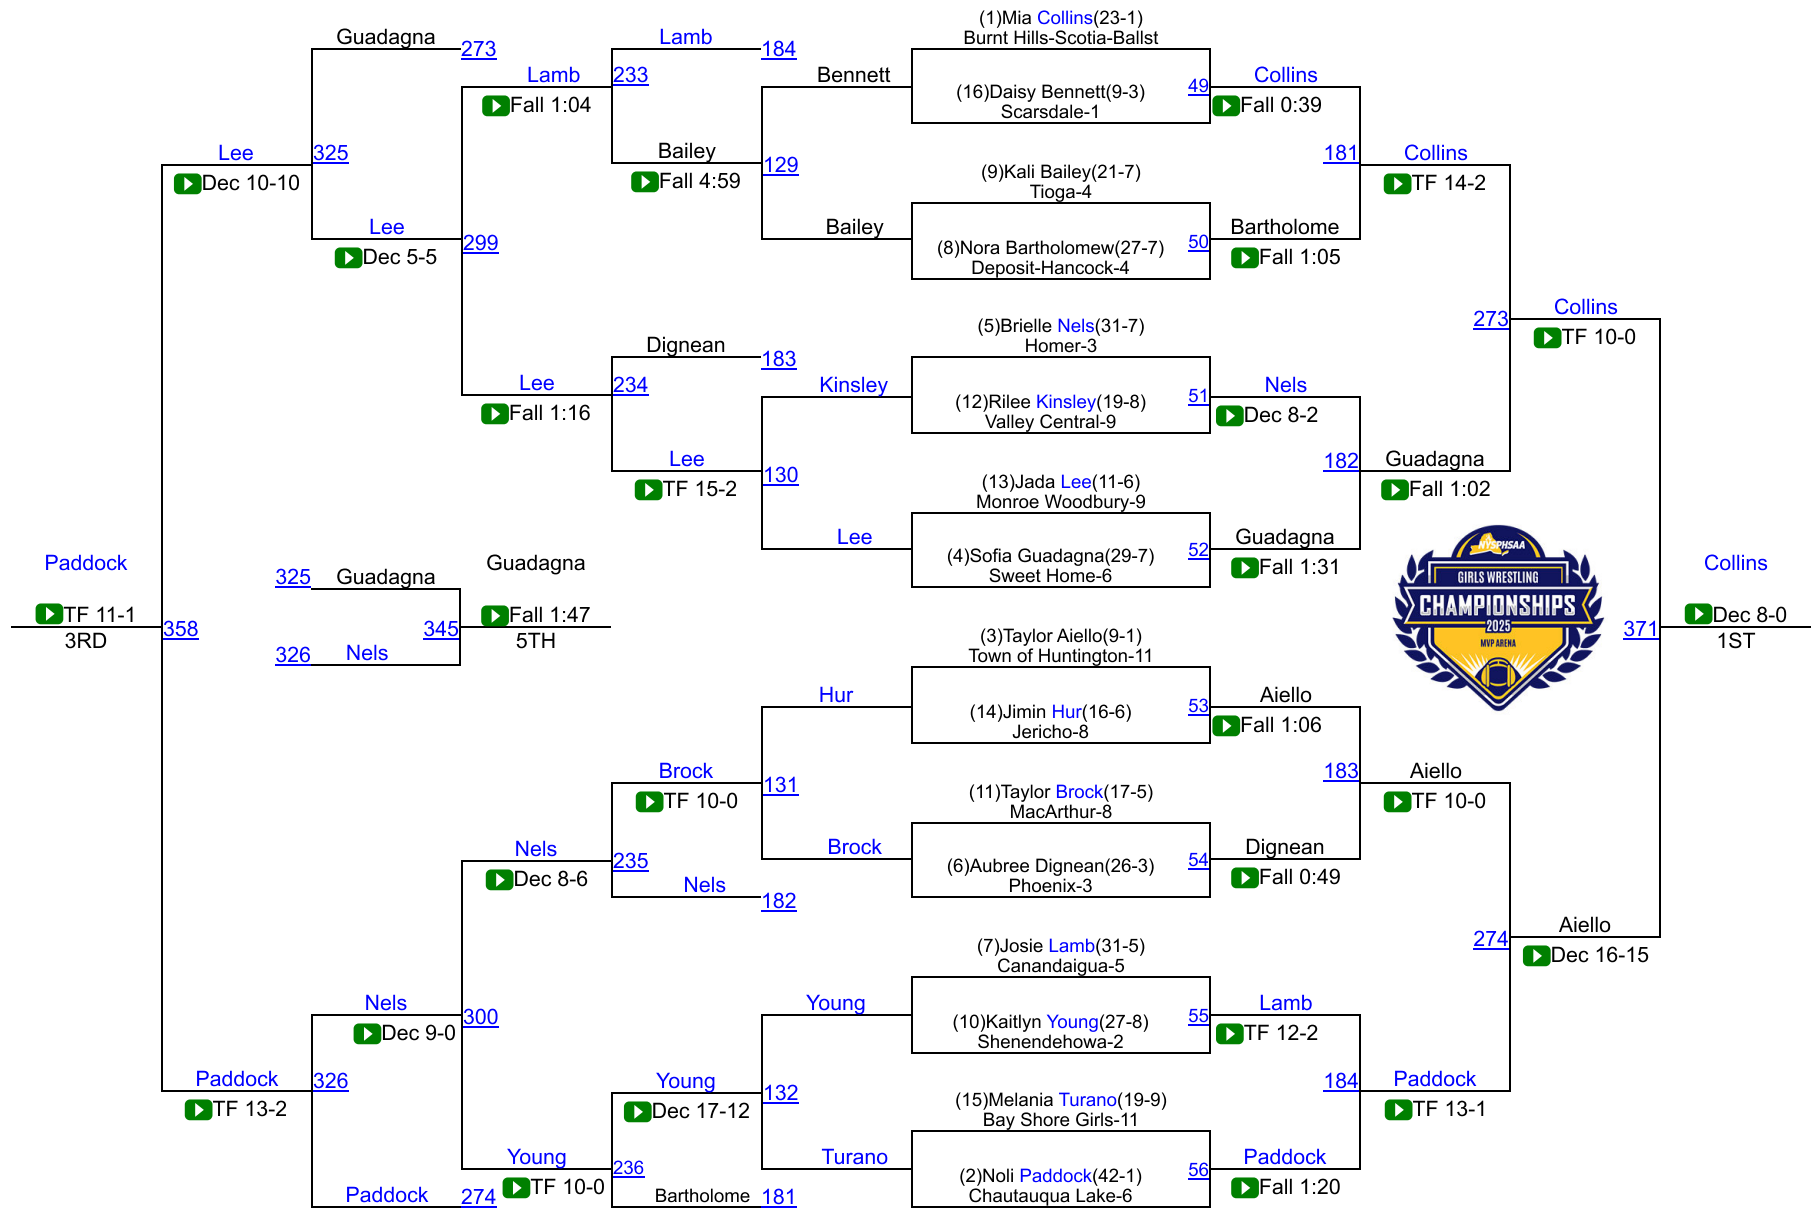 (1)Mia Collins(23-1)
Burnt Hills-Scotia-Ballst
Guadagna 273
Lamb 184
Lamb 233
Fall 1:04
Bennett
(16)Daisy Bennett(9-3) 49
Scarsdale-1
Collins
Fall 0:39
Lee 325
Dec 10-10
Bailey
Fall 4:59
129
(9)Kali Bailey(21-7)
Tioga-4
181 Collins
TF 14-2
Lee 299
Dec 5-5
Bailey
(8)Nora Bartholomew(27-7) 50
Deposit-Hancock-4
Bartholome
Fall 1:05
(5)Brielle Nels(31-7)
Homer-3
273 Collins
TF 10-0
Dignean 183
Lee 234
Fall 1:16
Kinsley
(12)Rilee Kinsley(19-8) 51
Valley Central-9
Nels
Dec 8-2
Lee 130
TF 15-2
(13)Jada Lee(11-6)
Monroe Woodbury-9
182 Guadagna
Fall 1:02
Lee
(4)Sofia Guadagna(29-7) 52
Sweet Home-6
Guadagna
Fall 1:31
NYSPHSAA
GIRLS WRESTLING
CHAMPIONSHIPS
2025
MVP ARENA
Paddock
TF 11-1
3RD
358
325 Guadagna
345
326 Nels
Guadagna
Fall 1:47
5TH
Collins
371 Dec 8-0
1ST
(3)Taylor Aiello(9-1)
Town of Huntington-11
Hur
(14)Jimin Hur(16-6) 53
Jericho-8
Aiello
Fall 1:06
Brock 131
TF 10-0
(11)Taylor Brock(17-5)
MacArthur-8
183 Aiello
TF 10-0
Nels 235
Dec 8-6
Brock
(6)Aubree Dignean(26-3) 54
Phoenix-3
Dignean
Fall 0:49
Nels 182
(7)Josie Lamb(31-5)
Canandaigua-5
274 Aiello
Dec 16-15
Nels 300
Dec 9-0
Young
(10)Kaitlyn Young(27-8) 55
Shenendehowa-2
Lamb
TF 12-2
Paddock 326
TF 13-2
Young 132
Dec 17-12
(15)Melania Turano(19-9)
Bay Shore Girls-11
184 Paddock
TF 13-1
Young 236
TF 10-0
Turano
(2)Noli Paddock(42-1) 56
Chautauqua Lake-6
Paddock
Fall 1:20
Paddock 274
Bartholome 181